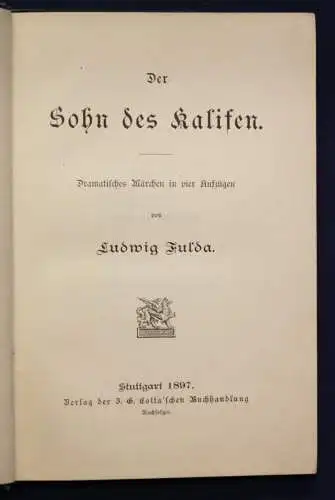 Der
Sohn des Kalifen.
Dramatisches Märchen in vier Aufzügen
von
Ludwig Fulda.
Stuttgart 1897.
Verlag der J. G. Cotta'schen Buchhandlung
Nachfolger.